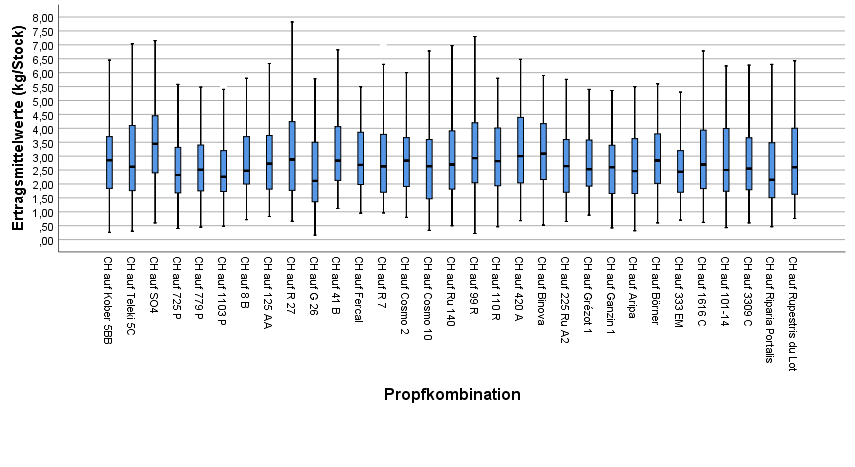 Ertragsmittelwerte (kg/Stock)
8,00
7,50
7,00
6,50
6,00
5,50
5,00
4,50
4,00
3,50
3,00
2,50
2,00
1,50
1,00
,50
,00
CH auf Kober 5BB
CH auf Teleki 5C
CH auf SO4
CH auf 725 P
CH auf 779 P
CH auf 1103 P
CH auf 8 B
CH auf 125 AA
CH auf R 27
CH auf G 26
CH auf 41 B
CH auf Fercal
CH auf R 7
CH auf Cosmo 2
CH auf Cosmo 10
CH auf Ru 140
CH auf 99 R
CH auf 110 R
CH auf 420 A
CH auf Binova
CH auf 225 Ru A2
CH auf Grézot 1
CH auf Ganzin 1
CH auf Aripa
CH auf Börner
CH auf 333 EM
CH auf 1616 C
CH auf 101-14
CH auf 3309 C
CH auf Riparia Portalis
CH auf Rupestris du Lot
Propfkombination